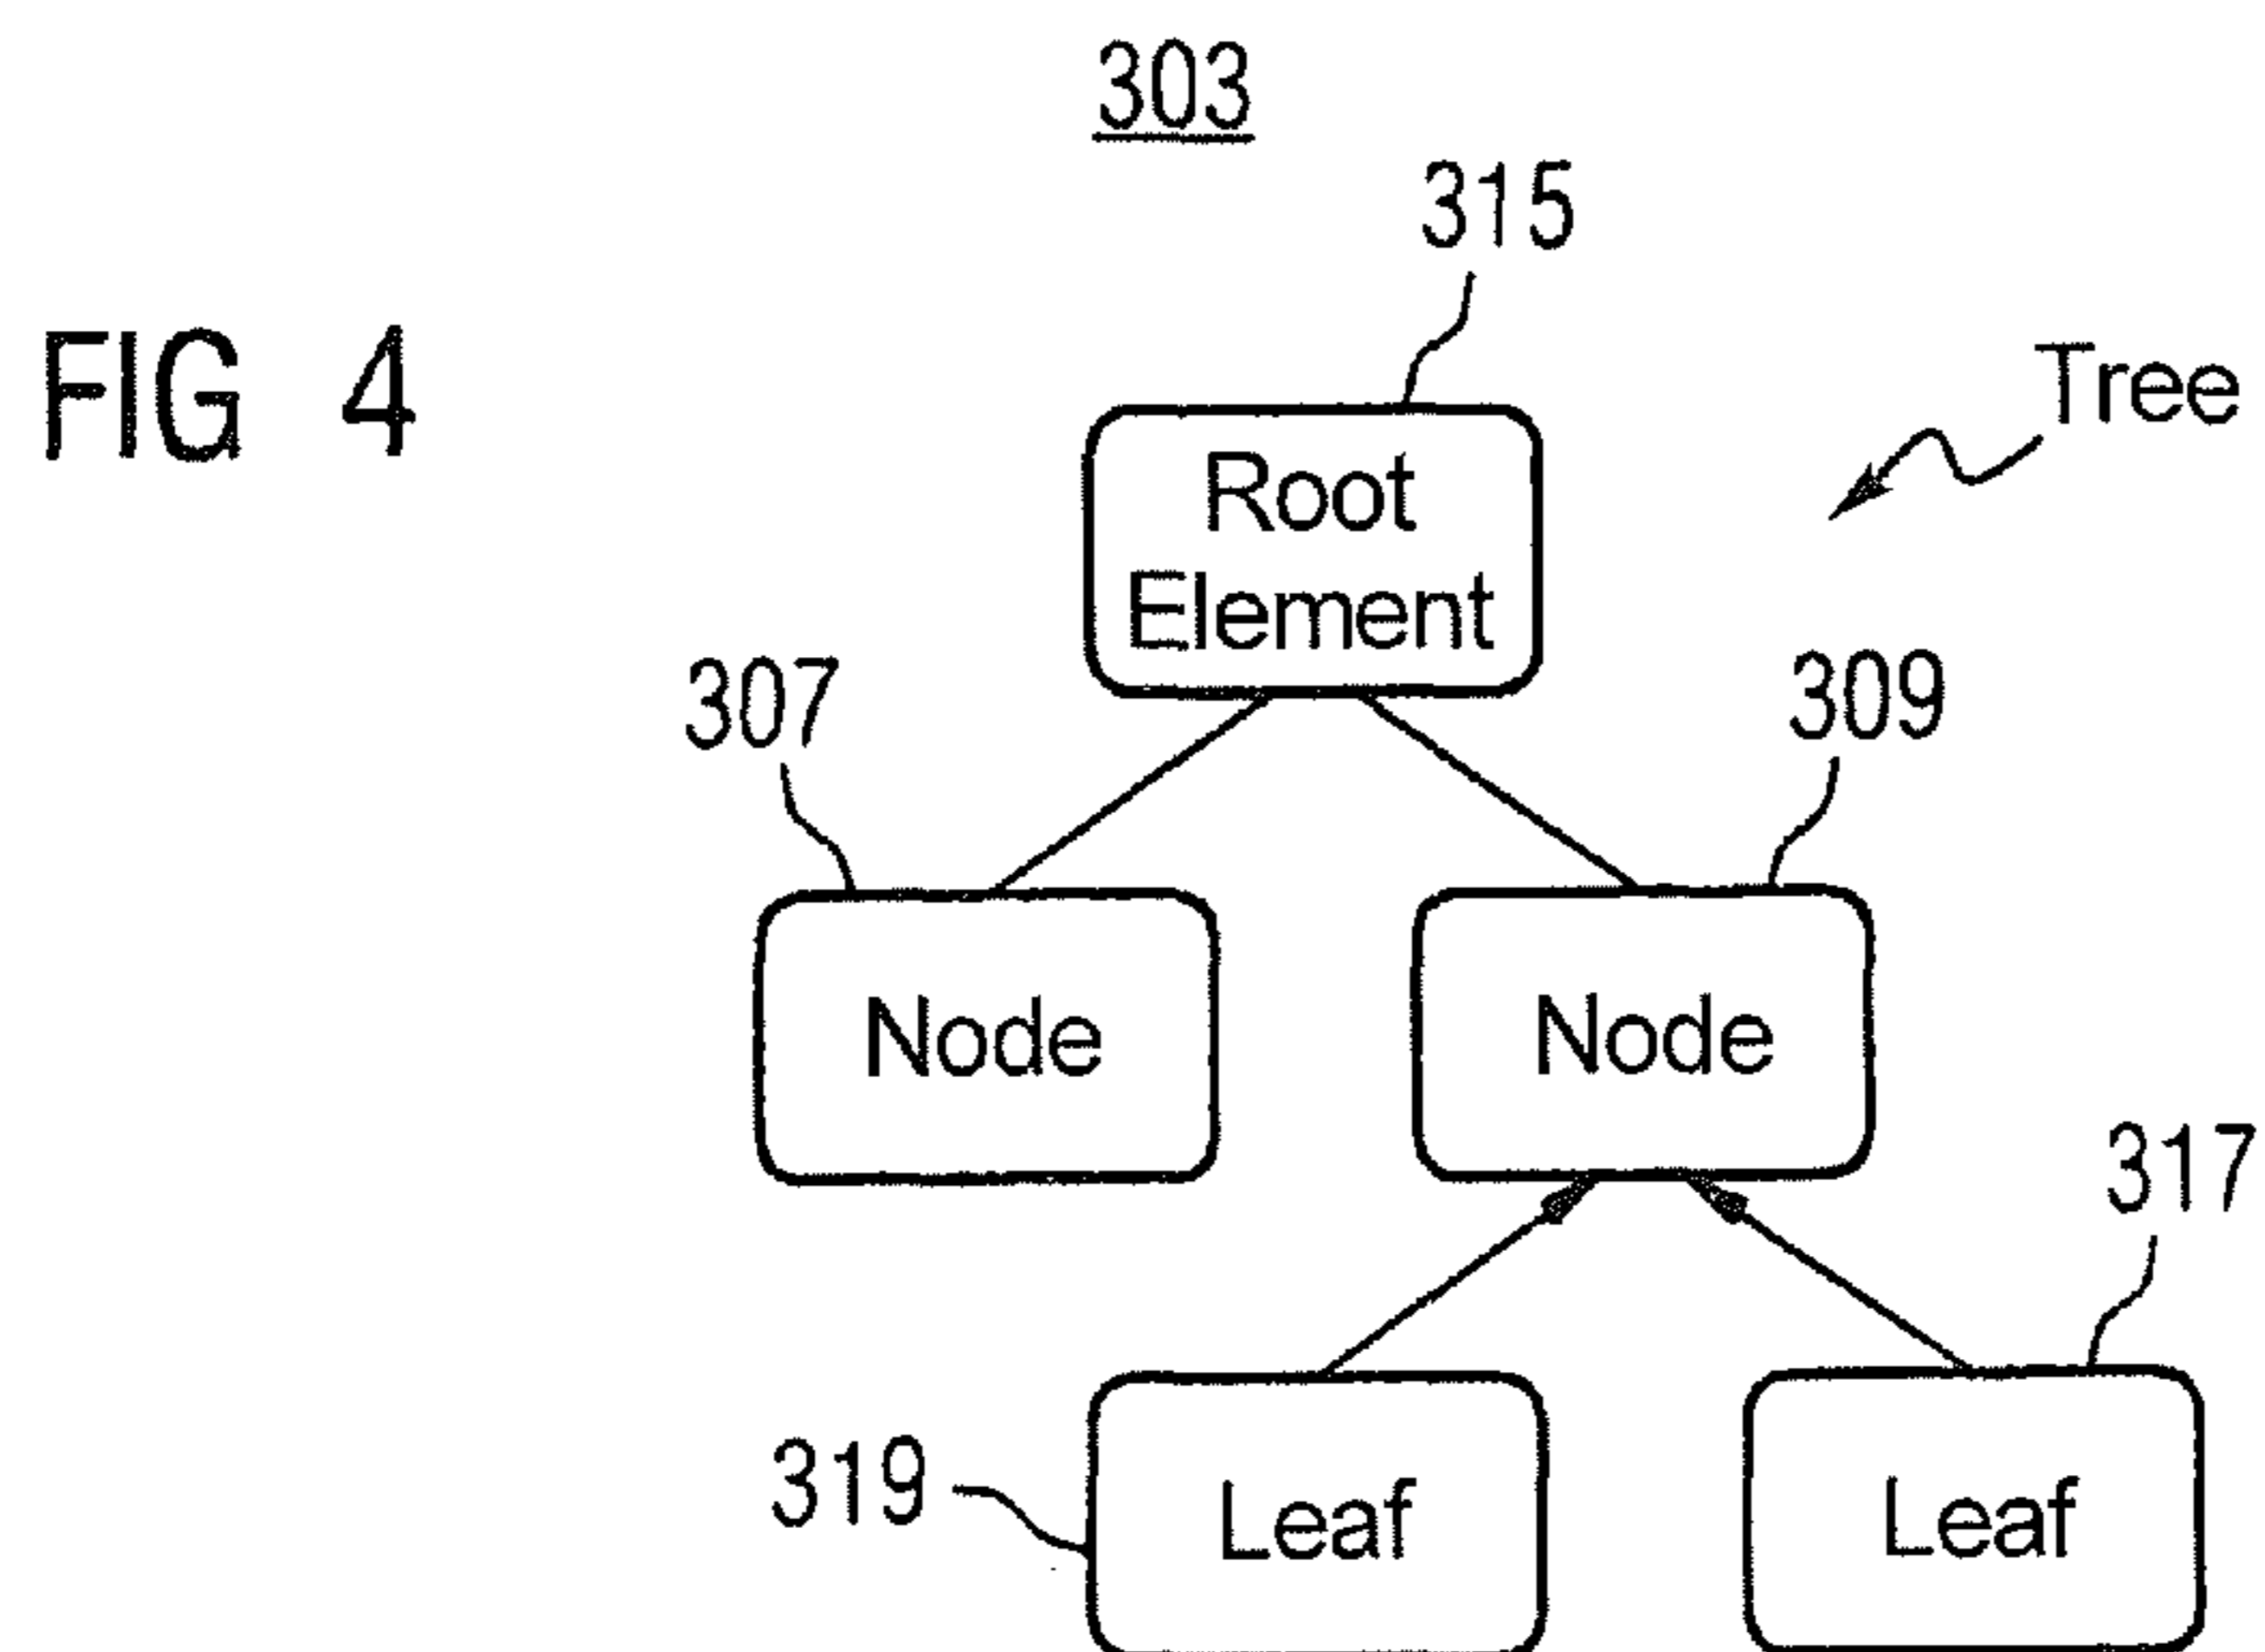 303
315
FIG 4
Tree
Root
Element
307
309
Node
Node
317
319
Leaf
Leaf